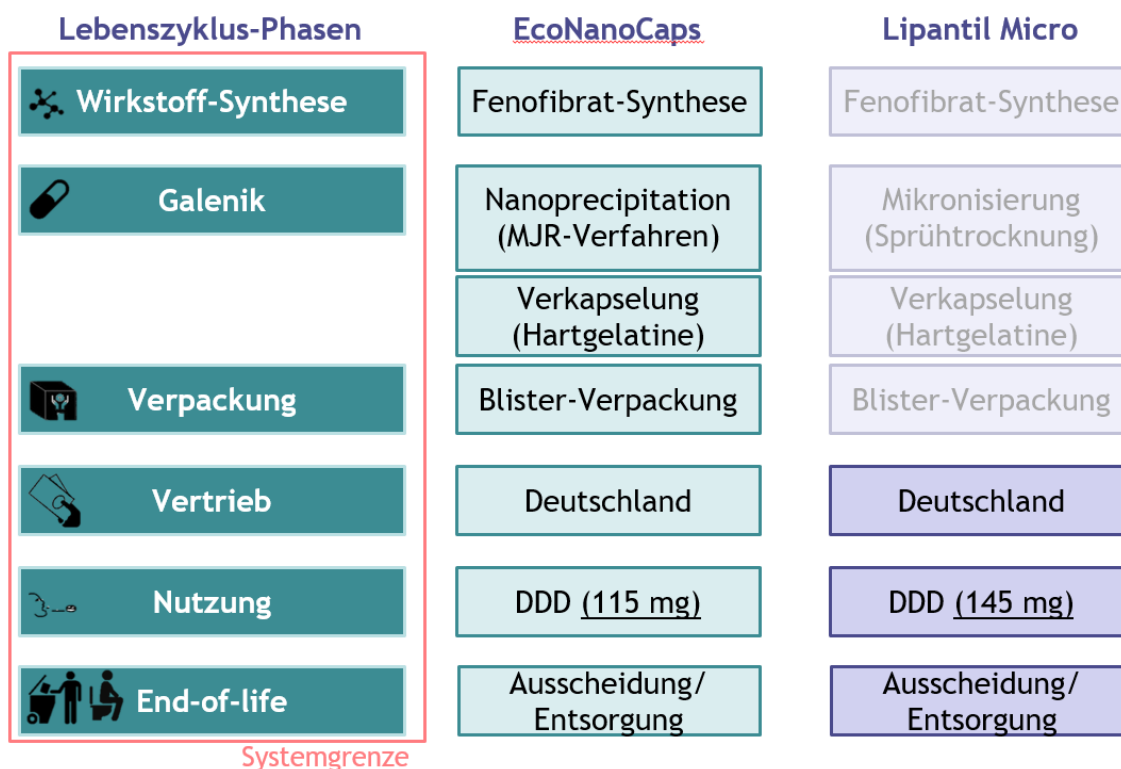 Lebenszyklus-Phasen EcoNanoCaps Lipantil Micro
Wirkstoff-Synthese Fenofibrat-Synthese Fenofibrat-Synthese
Galenik Nanoprecipitation Mikronisierung
(MJR-Verfahren) (Sprühtrocknung)
Verkapselung Verkapselung
(Hartgelatine) (Hartgelatine)
Verpackung Blister-Verpackung Blister-Verpackung
Vertrieb Deutschland Deutschland
Nutzung DDD (115 mg) DDD (145 mg)
End-of-life Ausscheidung/ Ausscheidung/
Entsorgung Entsorgung
Systemgrenze